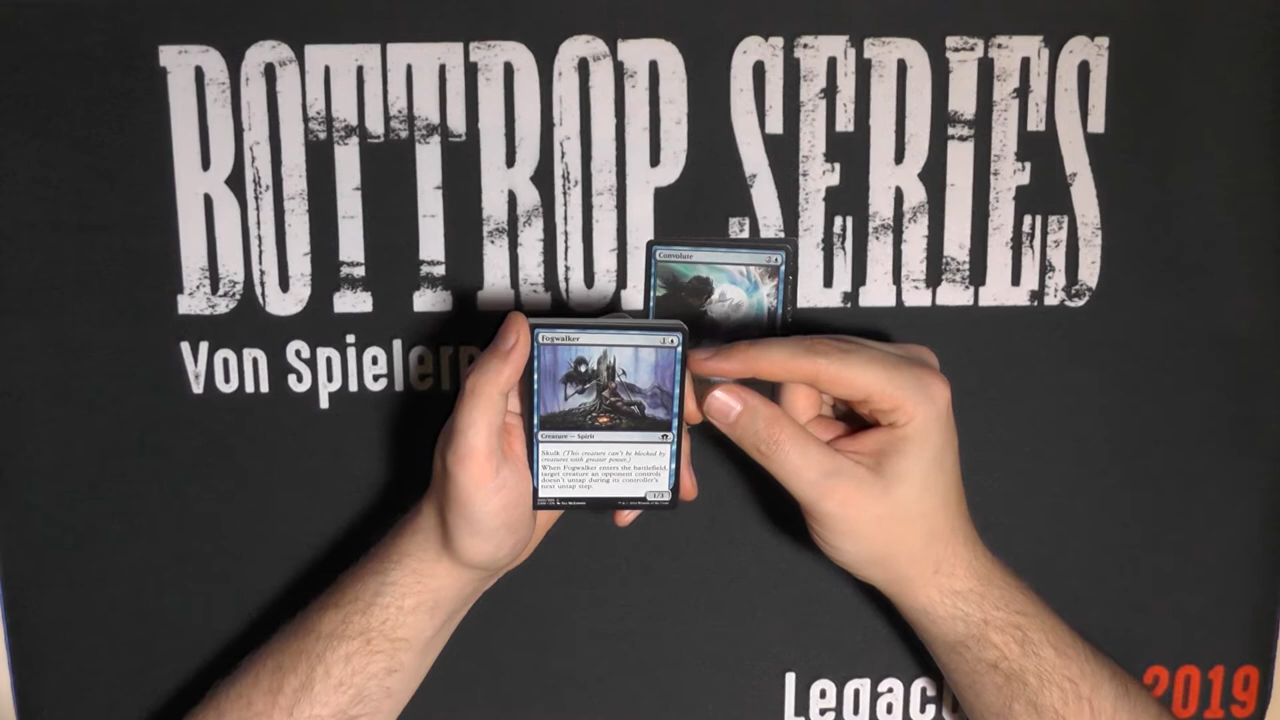 BOTTROP SERIES
Convolute
2
Von Spielern
Fogwalker
1
Creature — Spirit
Skulk (This creature can't be blocked by
creatures with greater power.)
When Fogwalker enters the battlefield,
target creature an opponent controls
doesn't untap during its controller's
next untap step.
1/3
Legac
2019